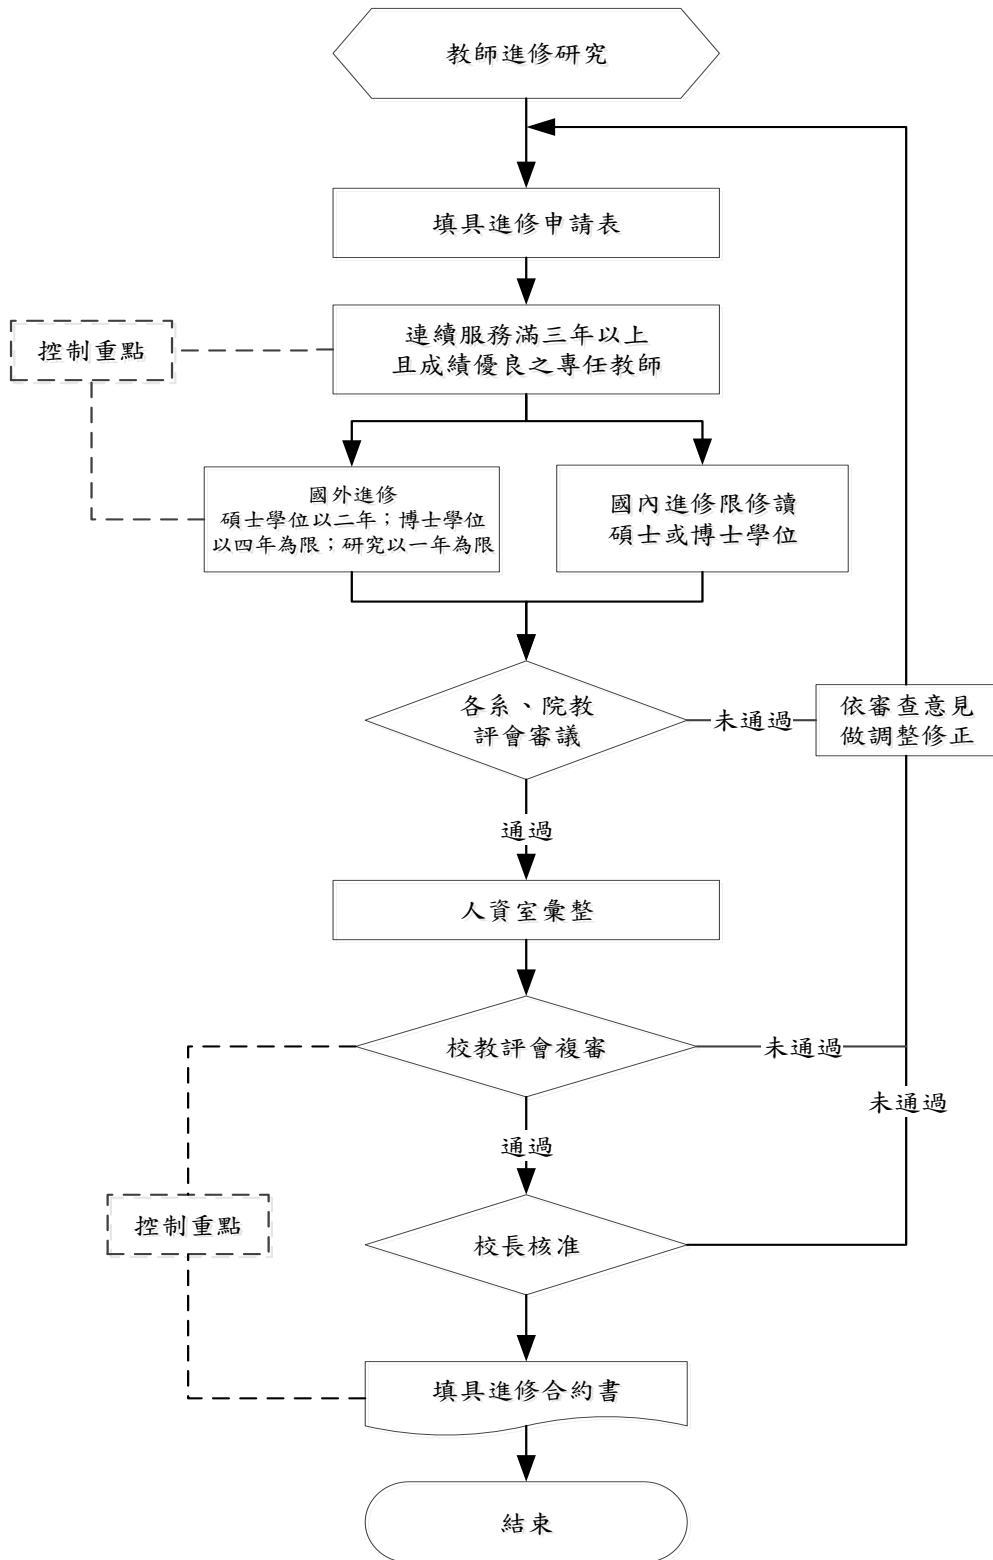 教師進修研究
填具進修申請表
連續服務滿三年以上
且成績優良之專任教師
控制重點
國外進修
碩士學位以二年；博士學位
以四年為限；研究以一年為限
國內進修限修讀
碩士或博士學位
各系、院教
評會審議
未通過
依審查意見
做調整修正
通過
人資室彙整
校教評會複審
未通過
未通過
通過
控制重點
校長核准
填具進修合約書
結束